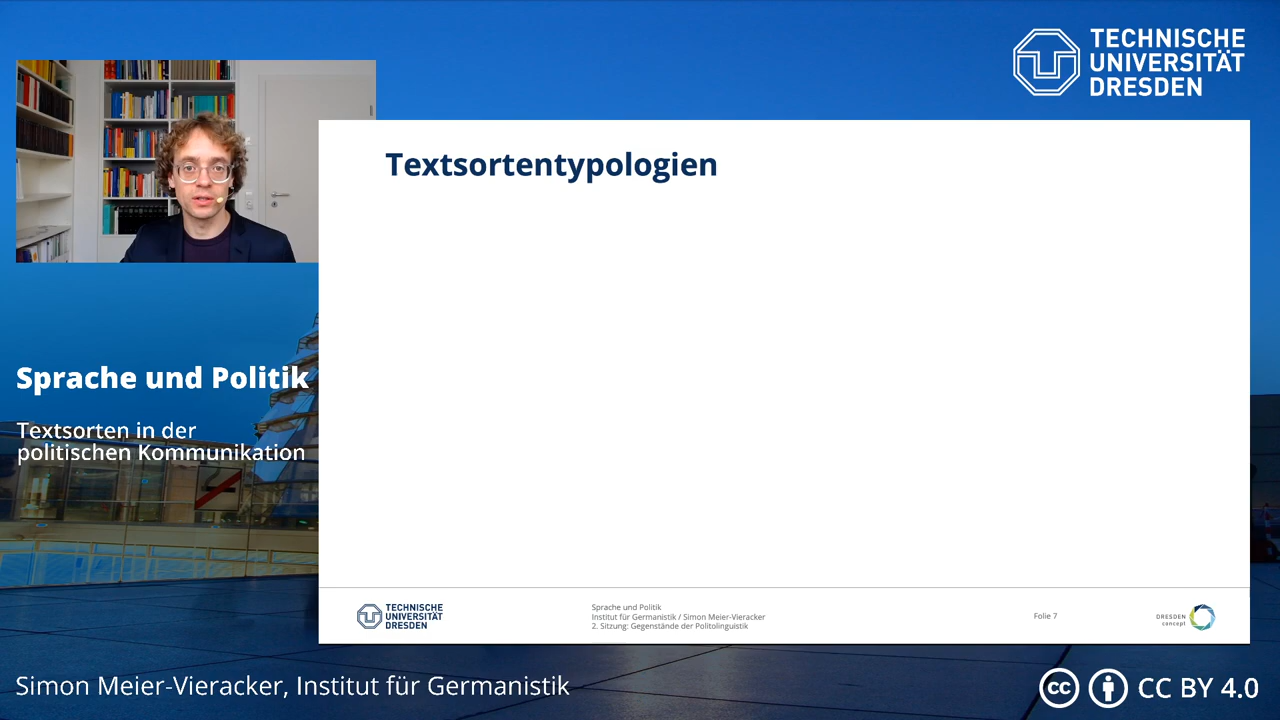 TECHNISCHE
UNIVERSITÄT
DRESDEN
Textsortentypologien
Sprache und Politik
Textsorten in der
politischen Kommunikation
TECHNISCHE
UNIVERSITÄT
DRESDEN
Sprache und Politik
Institut für Germanistik / Simon Meier-Vieracker
2. Sitzung: Gegenstände der Politolinguistik
Folie 7
DRESDEN
concept
Simon Meier-Vieracker, Institut für Germanistik
cc
CC BY 4.0